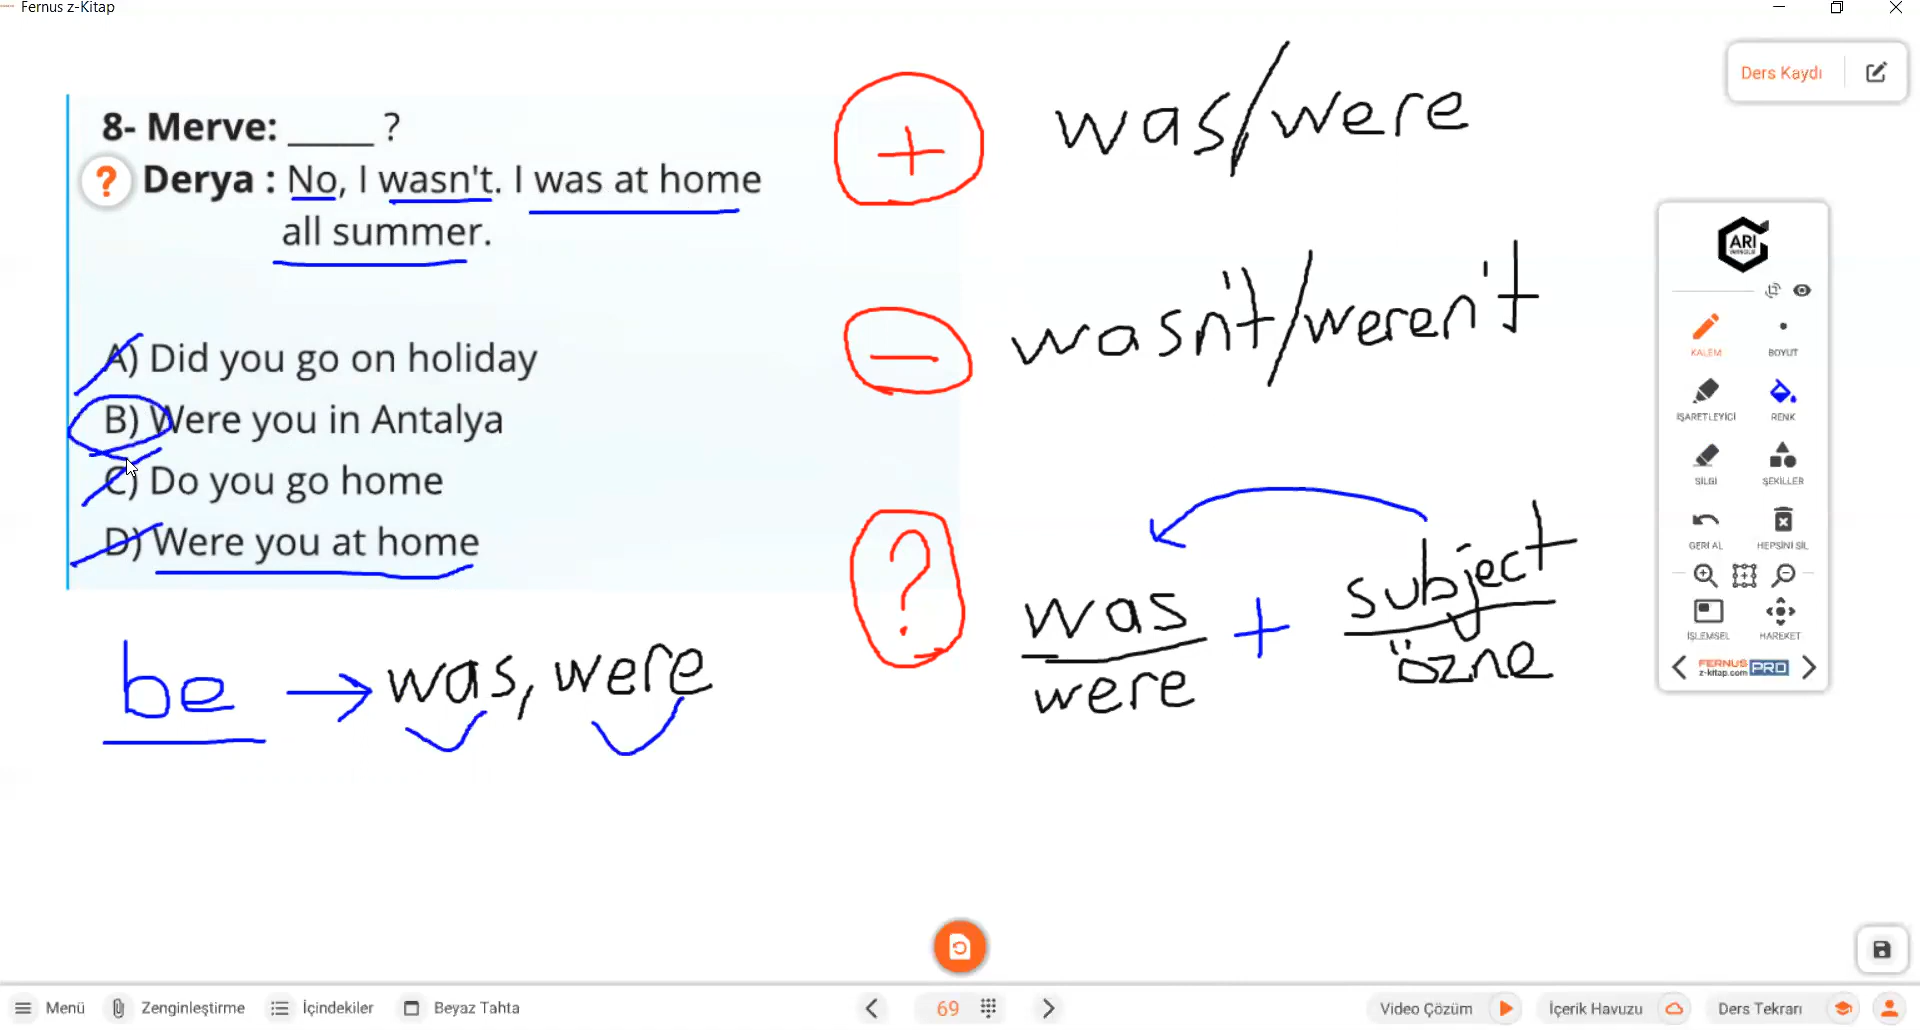 Fernus z-Kitap
Ders Kaydı
8- Merve: _____ ?
? Derya : No, I wasn't. I was at home
all summer.
A) Did you go on holiday
B) Were you in Antalya
C) Do you go home
D) Were you at home
be → was, were
+ was/were
- wasn't/weren't
? was + subject
were özne
ARI
KALEM BOYUT
İŞARETLEYİCİ RENK
SİLGİ ŞEKİLLER
GERİ AL HEPSİNİ SİL
İŞLEMSEL HAREKET
FERNUS PRO
z-kitap.com
Menü Zenginleştirme İçindekiler Beyaz Tahta 69 Video Çözüm İçerik Havuzu Ders Tekrarı